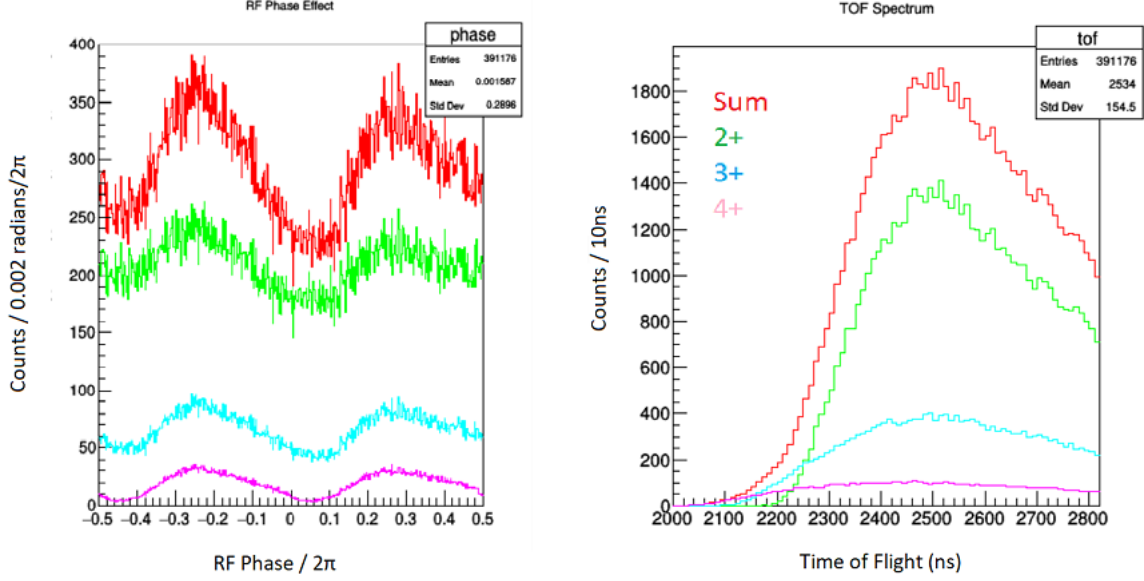 RF Phase Effect
phase
Entries 391176
Mean 0.001567
Std Dev 0.2896
400
350
300
250
200
150
100
50
0
−0.5 −0.4 −0.3 −0.2 −0.1 0 0.1 0.2 0.3 0.4 0.5
Counts / 0.002 radians/2π
RF Phase / 2π
TOF Spectrum
tof
Entries 391176
Mean 2534
Std Dev 154.5
Sum
2+
3+
4+
1800
1600
1400
1200
1000
800
600
400
200
0
2000 2100 2200 2300 2400 2500 2600 2700 2800
Counts / 10ns
Time of Flight (ns)